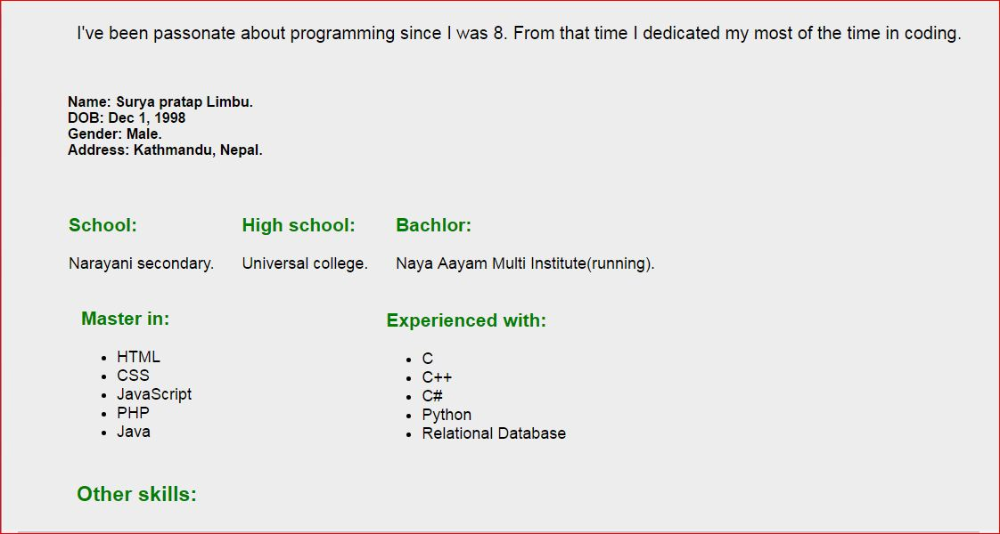 I've been passonate about programming since I was 8. From that time I dedicated my most of the time in coding.
Name: Surya pratap Limbu.
DOB: Dec 1, 1998
Gender: Male.
Address: Kathmandu, Nepal.
School: High school: Bachlor:
Narayani secondary. Universal college. Naya Aayam Multi Institute(running).
Master in:
HTML
CSS
JavaScript
PHP
Java
Experienced with:
C
C++
C#
Python
Relational Database
Other skills: